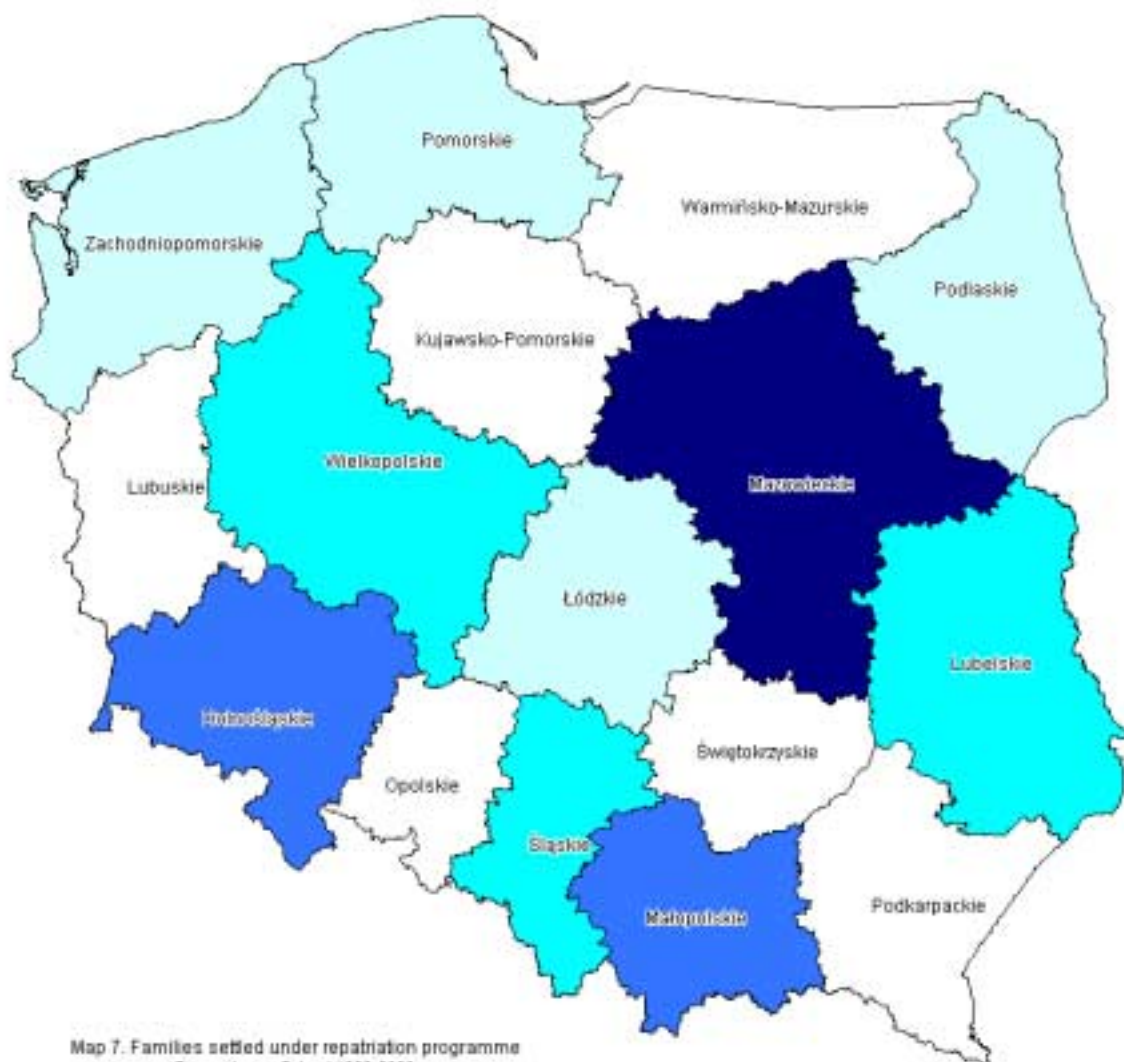 Pomorskie
Warmińsko-Mazurskie
Zachodniopomorskie
Podlaskie
Kujawsko-Pomorskie
Wielkopolskie
Mazowieckie
Lubuskie
Łódzkie
Lubelskie
Dolnośląskie
Świętokrzyskie
Opolskie
Śląskie
Podkarpackie
Małopolskie
Map 7. Families settled under repatriation programme